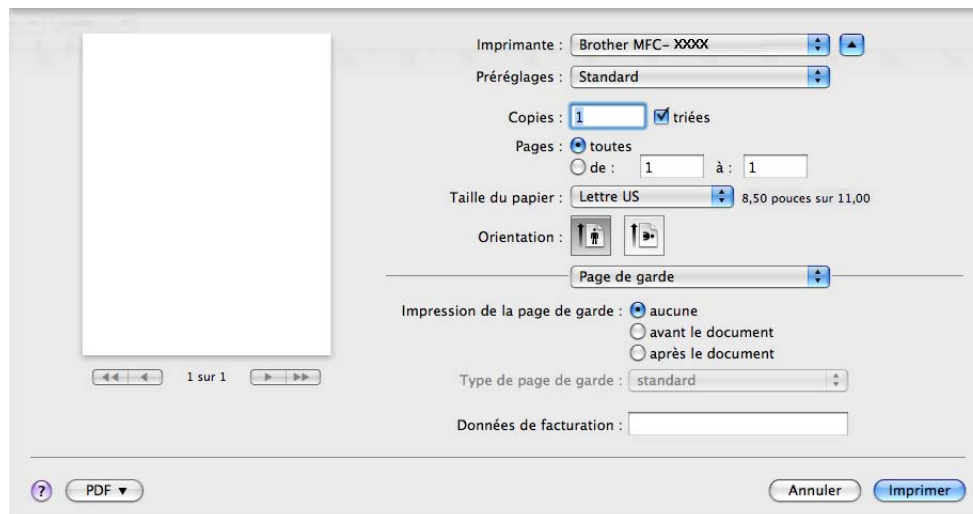 Imprimante : Brother MFC- XXXX
Préréglages : Standard
Copies : 1 triées
Pages : toutes
de : 1 à : 1
Taille du papier : Lettre US 8,50 pouces sur 11,00
Orientation :
Page de garde
Impression de la page de garde : aucune
avant le document
après le document
1 sur 1
Type de page de garde : standard
Données de facturation :
? PDF Annuler Imprimer